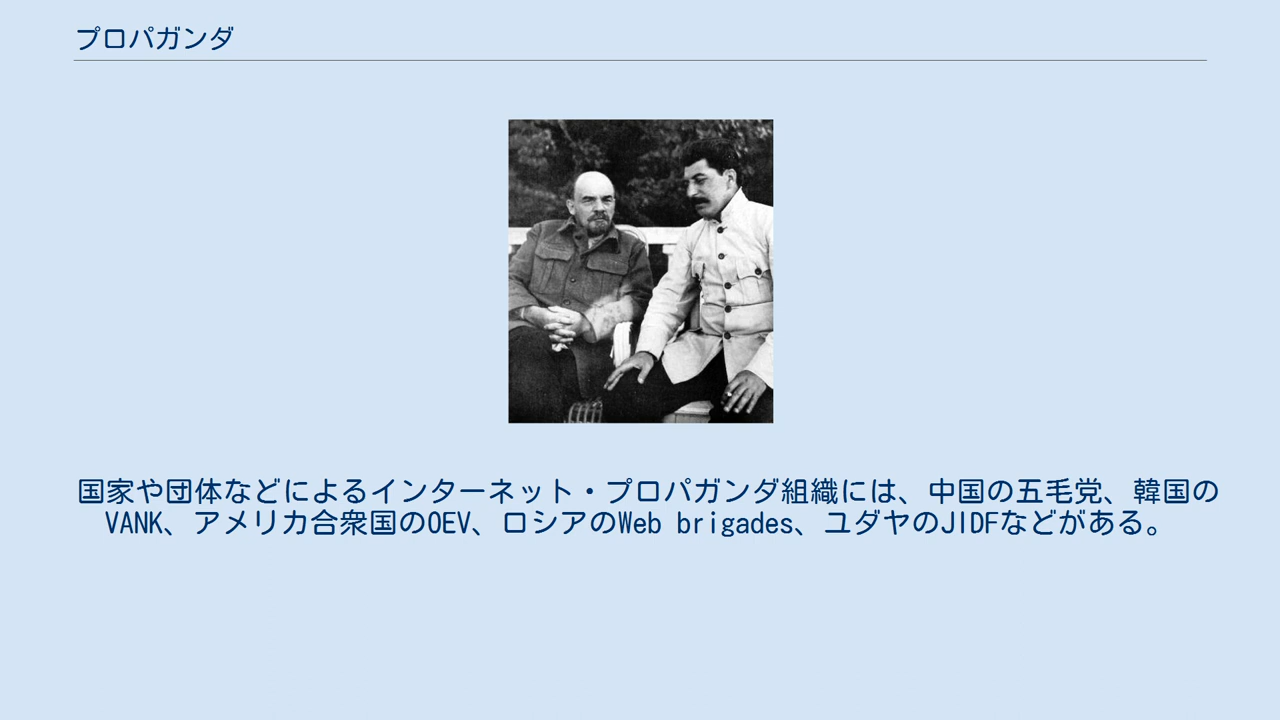 プロパガンダ
国家や団体などによるインターネット・プロパガンダ組織には、中国の五毛党、韓国の
VANK、アメリカ合衆国のOEV、ロシアのWeb brigades、ユダヤのJIDFなどがある。